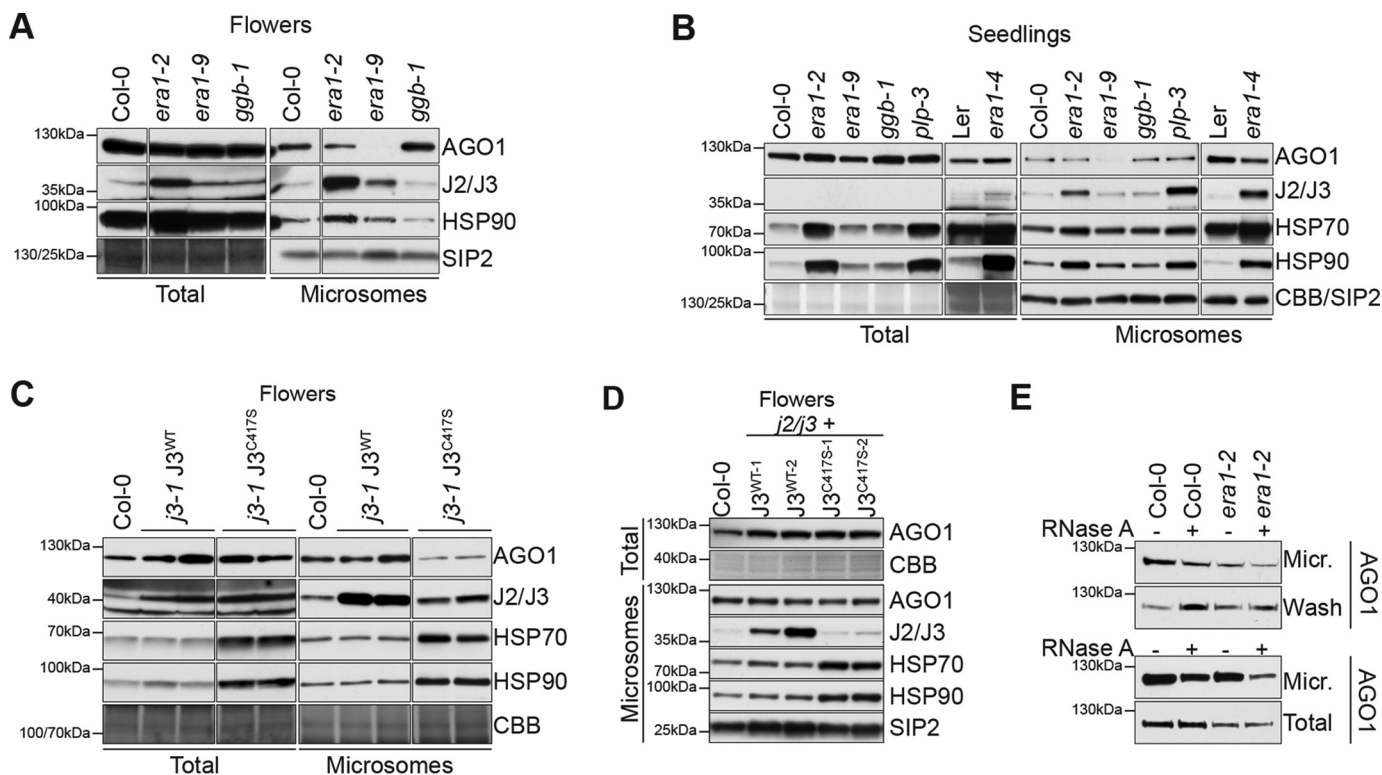 A
Flowers
Col-0 era1-2 era1-9 ggb-1 Col-0 era1-2 era1-9 ggb-1
130kDa AGO1
35kDa J2/J3
100kDa HSP90
130/25kDa SIP2
Total Microsomes
B
Seedlings
Col-0 era1-2 era1-9 ggb-1 plp-3 Ler era1-4 Col-0 era1-2 era1-9 ggb-1 plp-3 Ler era1-4
130kDa AGO1
35kDa J2/J3
70kDa HSP70
100kDa HSP90
130/25kDa CBB/SIP2
Total Microsomes
C
Flowers
Col-0 j3-1 J3WT j3-1 J3C417S Col-0 j3-1 J3WT j3-1 J3C417S
130kDa AGO1
40kDa J2/J3
70kDa HSP70
100kDa HSP90
100/70kDa CBB
Total Microsomes
D
Flowers
j2/j3 +
Col-0 J3WT-1 J3WT-2 J3C417S-1 J3C417S-2
Total
130kDa AGO1
40kDa CBB
Microsomes
AGO1
35kDa J2/J3
70kDa HSP70
100kDa HSP90
25kDa SIP2
E
Col-0 Col-0 era1-2 era1-2
RNase A - + - +
130kDa Micr.
Wash
AGO1
RNase A - + - +
130kDa Micr.
130kDa Total
AGO1